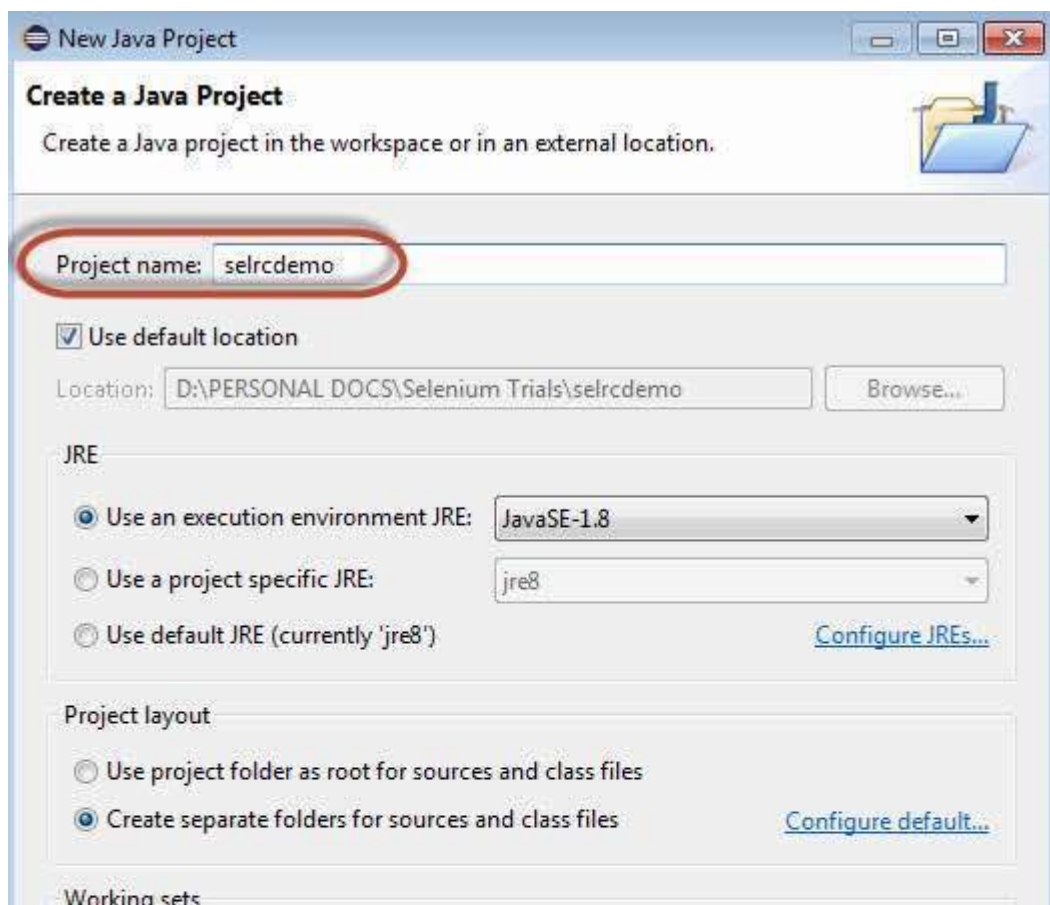 New Java Project
Create a Java Project
Create a Java project in the workspace or in an external location.
Project name: selrcdemo
Use default location
Location: D:\PERSONAL DOCS\Selenium Trials\selrcdemo Browse...
JRE
Use an execution environment JRE: JavaSE-1.8
Use a project specific JRE: jre8
Use default JRE (currently 'jre8') Configure JREs...
Project layout
Use project folder as root for sources and class files
Create separate folders for sources and class files Configure default...
Working sets